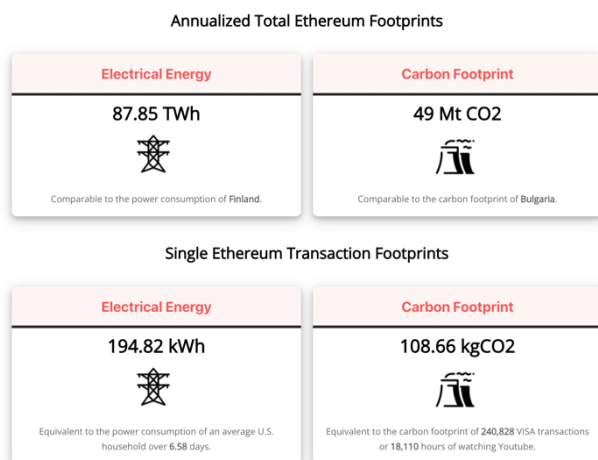 Annualized Total Ethereum Footprints
Electrical Energy
87.85 TWh
Comparable to the power consumption of Finland.
Carbon Footprint
49 Mt CO2
Comparable to the carbon footprint of Bulgaria.
Single Ethereum Transaction Footprints
Electrical Energy
194.82 kWh
Equivalent to the power consumption of an average U.S.
household over 6.58 days.
Carbon Footprint
108.66 kgCO2
Equivalent to the carbon footprint of 240,828 VISA transactions
or 18,110 hours of watching Youtube.